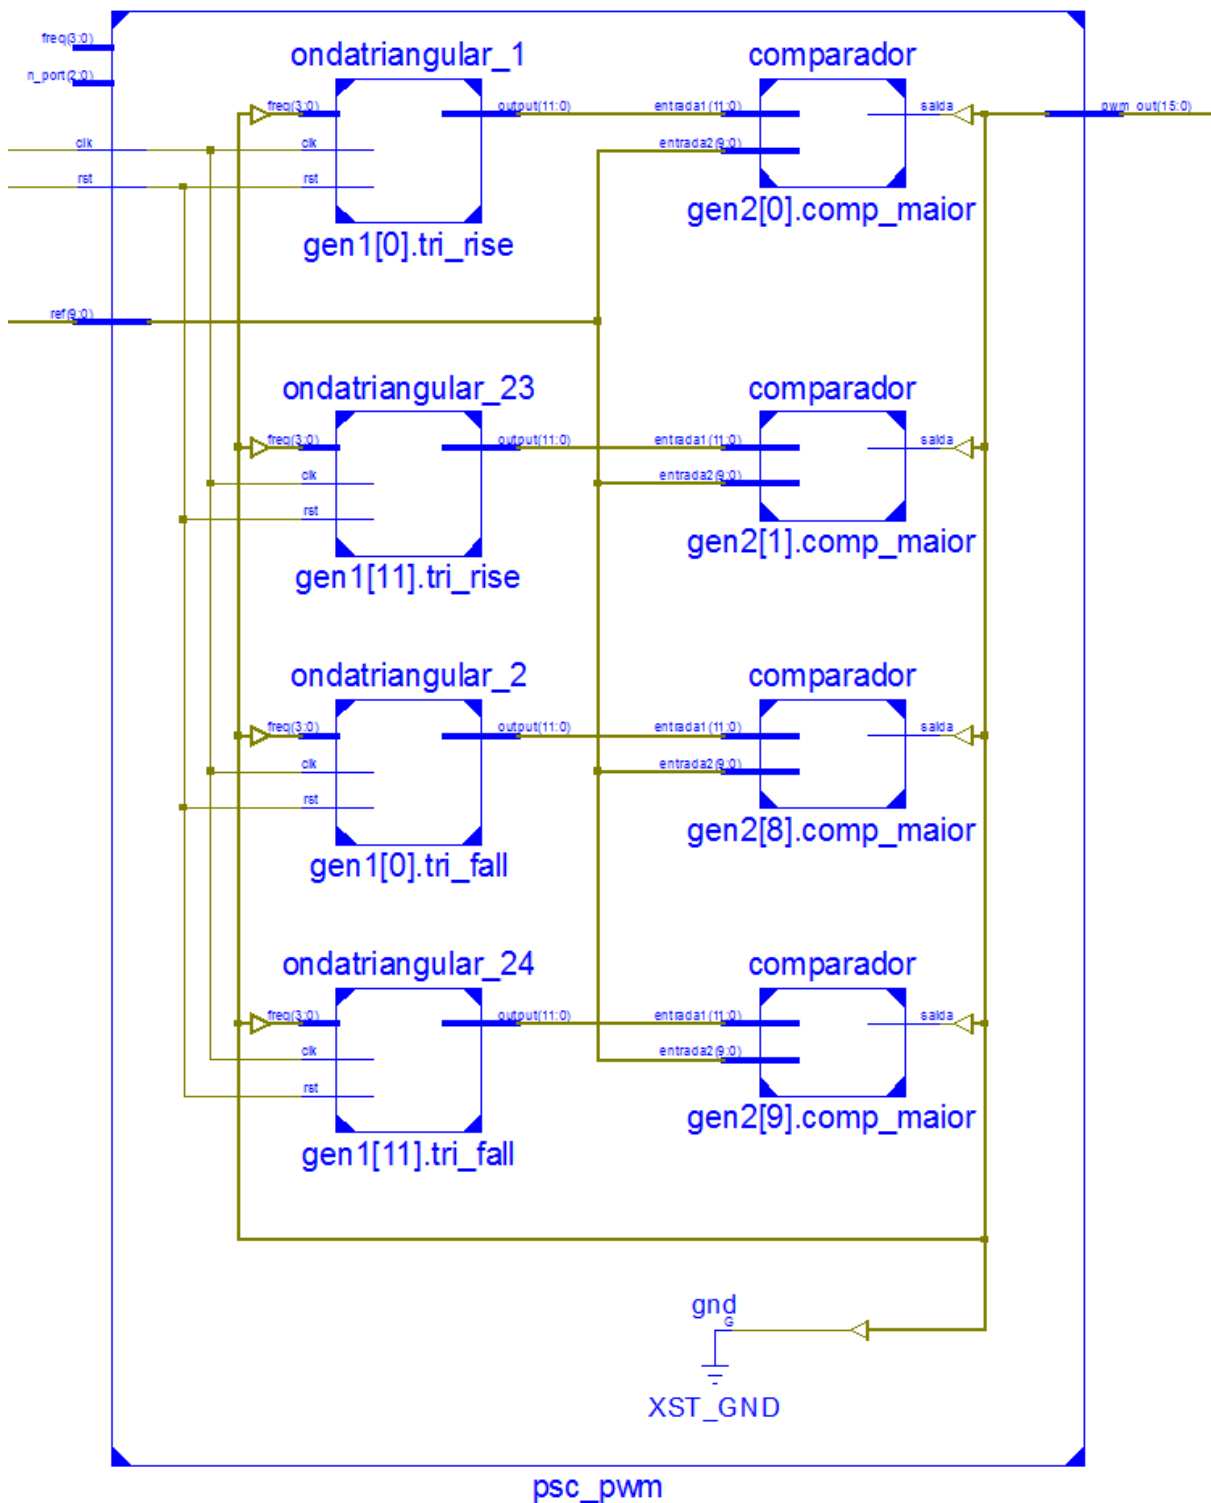 freq(3:0)
n_port(2:0)
clk
rst
ref(9:0)
ondatriangular_1
freq(3:0)
clk
rst
output(11:0)
gen1[0].tri_rise
comparador
entrada1(11:0)
entrada2(9:0)
saida
gen2[0].comp_maior
pwm_out(15:0)
ondatriangular_23
freq(3:0)
clk
rst
output(11:0)
gen1[11].tri_rise
comparador
entrada1(11:0)
entrada2(9:0)
saida
gen2[1].comp_maior
ondatriangular_2
freq(3:0)
clk
rst
output(11:0)
gen1[0].tri_fall
comparador
entrada1(11:0)
entrada2(9:0)
saida
gen2[8].comp_maior
ondatriangular_24
freq(3:0)
clk
rst
output(11:0)
gen1[11].tri_fall
comparador
entrada1(11:0)
entrada2(9:0)
saida
gen2[9].comp_maior
gnd
G
XST_GND
psc_pwm